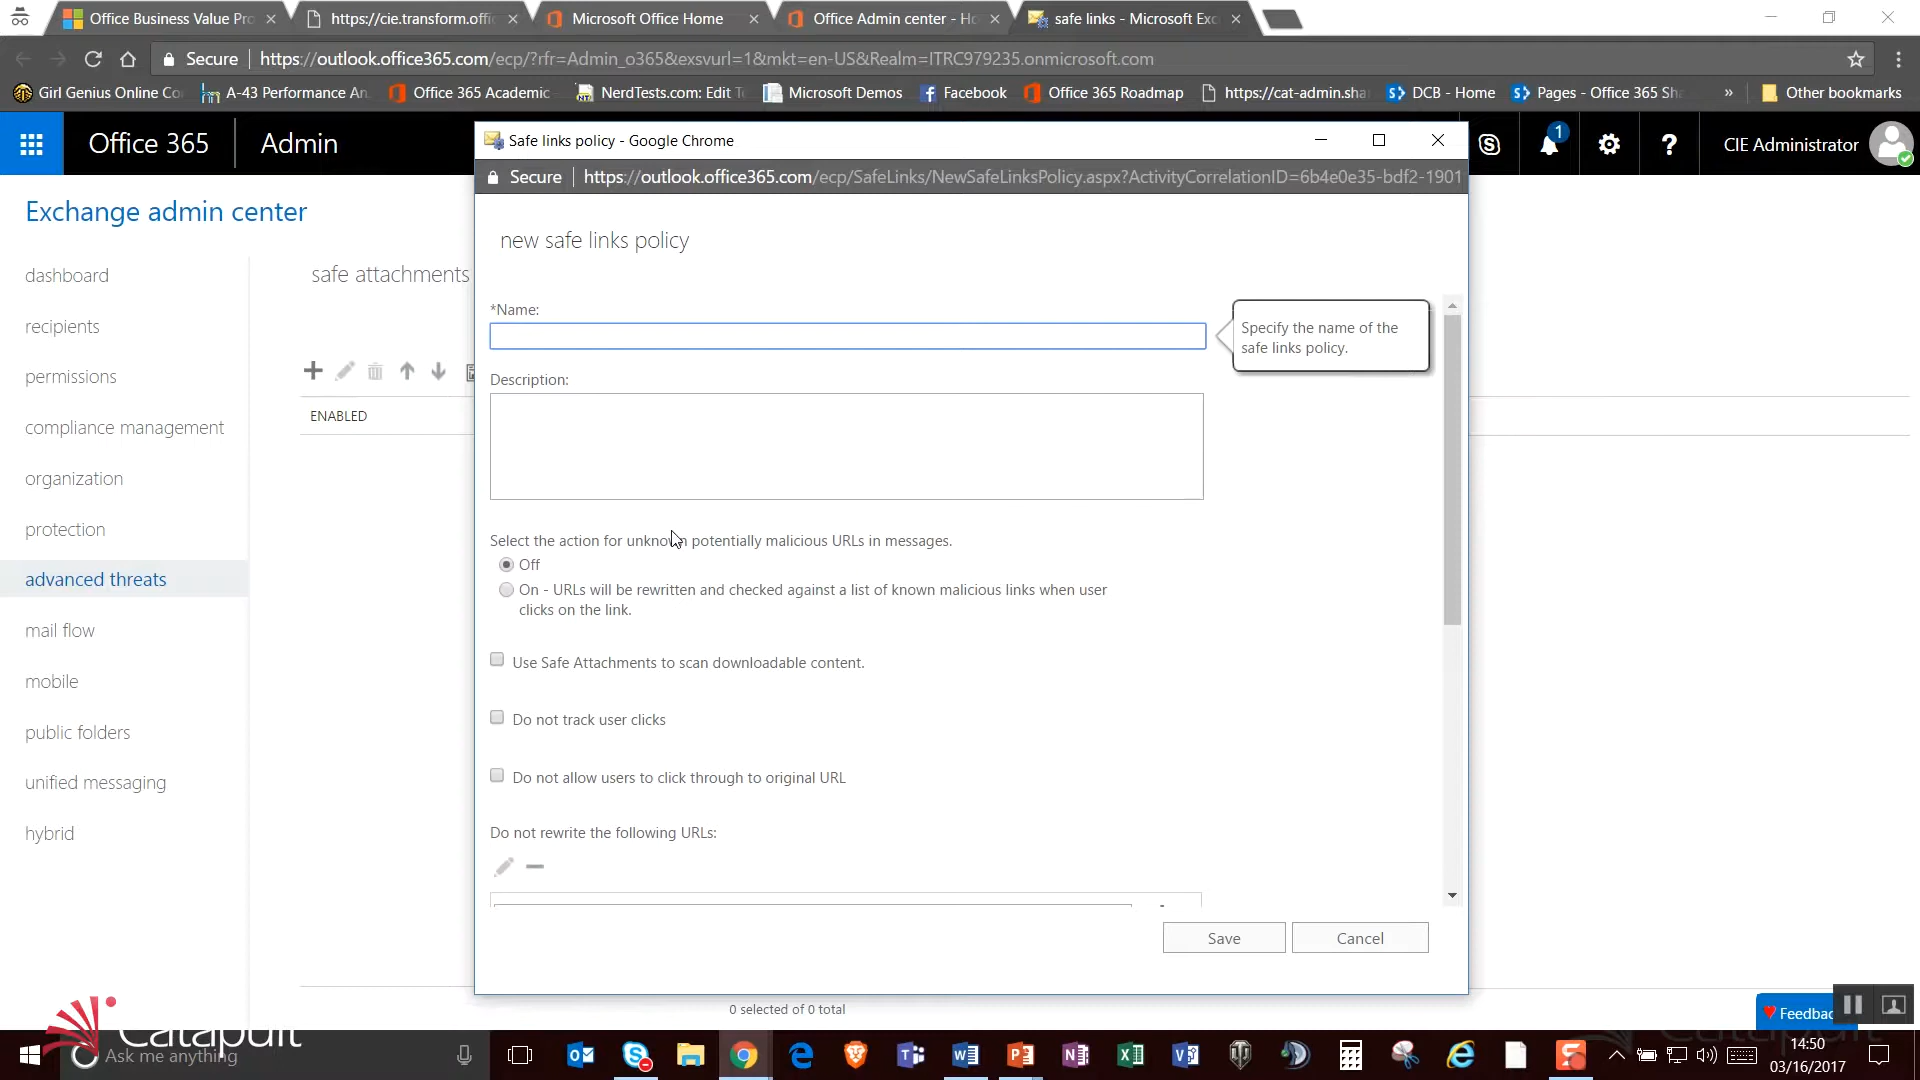 Office Business Value Pro
https://cie.transform.offic
Microsoft Office Home
Office Admin center - Ho
safe links - Microsoft Exc
Secure
https://outlook.office365.com/ecp/?rfr=Admin_o365&exsvurl=1&mkt=en-US&Realm=ITRC979235.onmicrosoft.com
Girl Genius Online Co
A-43 Performance An
Office 365 Academic
NerdTests.com: Edit T
Microsoft Demos
Facebook
Office 365 Roadmap
https://cat-admin.sha
DCB - Home
Pages - Office 365 Sha
»
Other bookmarks
Office 365
Admin
1
?
CIE Administrator
Safe links policy - Google Chrome
Secure
https://outlook.office365.com/ecp/SafeLinks/NewSafeLinksPolicy.aspx?ActivityCorrelationID=6b4e0e35-bdf2-1901
Exchange admin center
dashboard
recipients
permissions
compliance management
organization
protection
advanced threats
mail flow
mobile
public folders
unified messaging
hybrid
safe attachments
ENABLED
new safe links policy
*Name:
Specify the name of the
safe links policy.
Description:
Select the action for unknown potentially malicious URLs in messages.
Off
On - URLs will be rewritten and checked against a list of known malicious links when user
clicks on the link.
Use Safe Attachments to scan downloadable content.
Do not track user clicks
Do not allow users to click through to original URL
Do not rewrite the following URLs:
Save
Cancel
0 selected of 0 total
Feedbac
Catapult
Ask me anything
14:50
03/16/2017